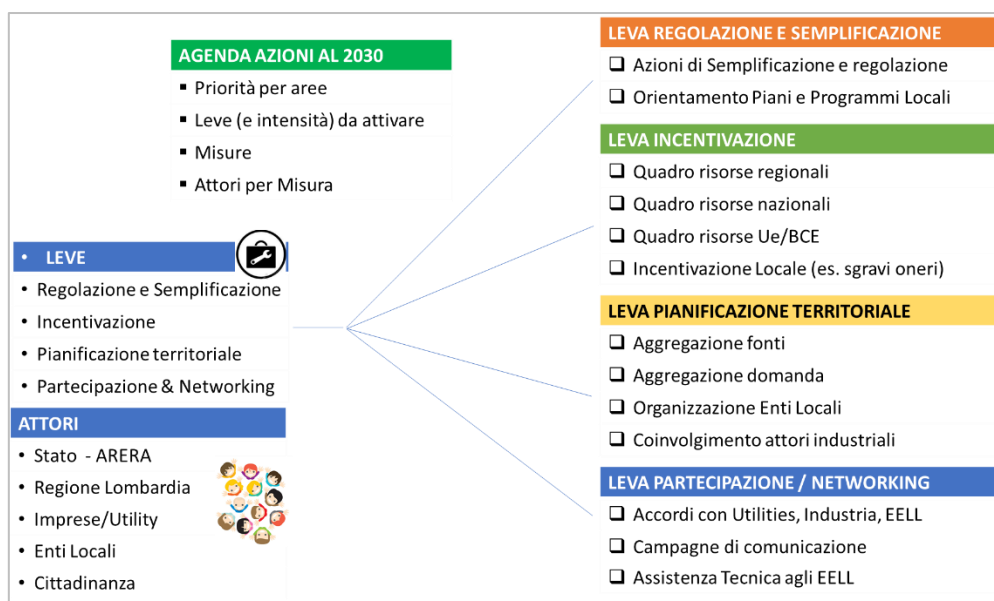 AGENDA AZIONI AL 2030
▪ Priorità per aree
▪ Leve (e intensità) da attivare
▪ Misure
▪ Attori per Misura
• LEVE
• Regolazione e Semplificazione
• Incentivazione
• Pianificazione territoriale
• Partecipazione & Networking
ATTORI
• Stato - ARERA
• Regione Lombardia
• Imprese/Utility
• Enti Locali
• Cittadinanza
LEVA REGOLAZIONE E SEMPLIFICAZIONE
❑ Azioni di Semplificazione e regolazione
❑ Orientamento Piani e Programmi Locali
LEVA INCENTIVAZIONE
❑ Quadro risorse regionali
❑ Quadro risorse nazionali
❑ Quadro risorse Ue/BCE
❑ Incentivazione Locale (es. sgravi oneri)
LEVA PIANIFICAZIONE TERRITORIALE
❑ Aggregazione fonti
❑ Aggregazione domanda
❑ Organizzazione Enti Locali
❑ Coinvolgimento attori industriali
LEVA PARTECIPAZIONE / NETWORKING
❑ Accordi con Utilities, Industria, EELL
❑ Campagne di comunicazione
❑ Assistenza Tecnica agli EELL